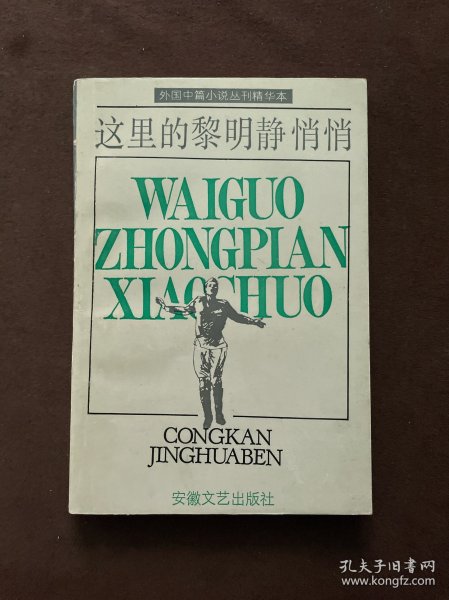 外国中篇小说丛刊精华本
这里的黎明静悄悄
WAIGUO
ZHONGPIAN
XIAOSHUO
CONGKAN
JINGHUABEN
安徽文艺出版社
孔夫子旧书网
www.kongfz.com